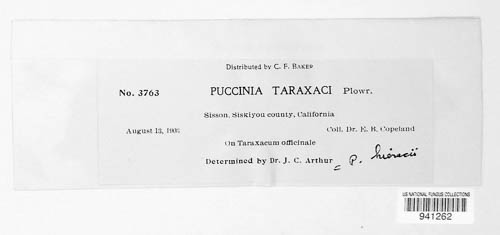 Distributed by C. F. BAKER
No. 3763 PUCCINIA TARAXACI Plowr.
Sisson, Siskiyou county, California
August 13, Coll. Dr. E. B. Copeland
On Taraxacum officinale
Determined by Dr. J. C. Arthur = P. hieracii
US NATIONAL FUNGUS COLLECTIONS
941262